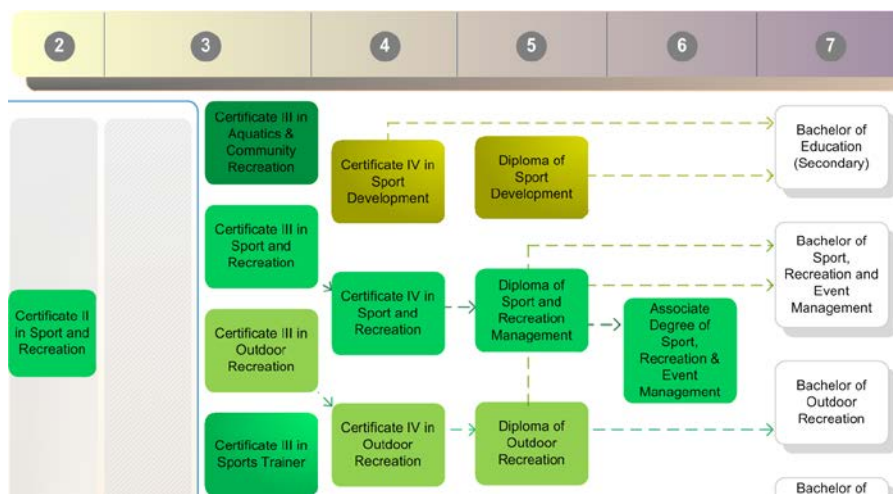 2
3
4
5
6
7
Certificate II
in Sport and
Recreation
Certificate III in
Aquatics &
Community
Recreation
Certificate III in
Sport and
Recreation
Certificate III in
Outdoor
Recreation
Certificate III in
Sports Trainer
Certificate IV in
Sport
Development
Certificate IV in
Sport and
Recreation
Certificate IV in
Outdoor
Recreation
Diploma of
Sport
Development
Diploma of
Sport and
Recreation
Management
Diploma of
Outdoor
Recreation
Associate
Degree of
Sport,
Recreation &
Event
Management
Bachelor of
Education
(Secondary)
Bachelor of
Sport,
Recreation and
Event
Management
Bachelor of
Outdoor
Recreation
Bachelor of